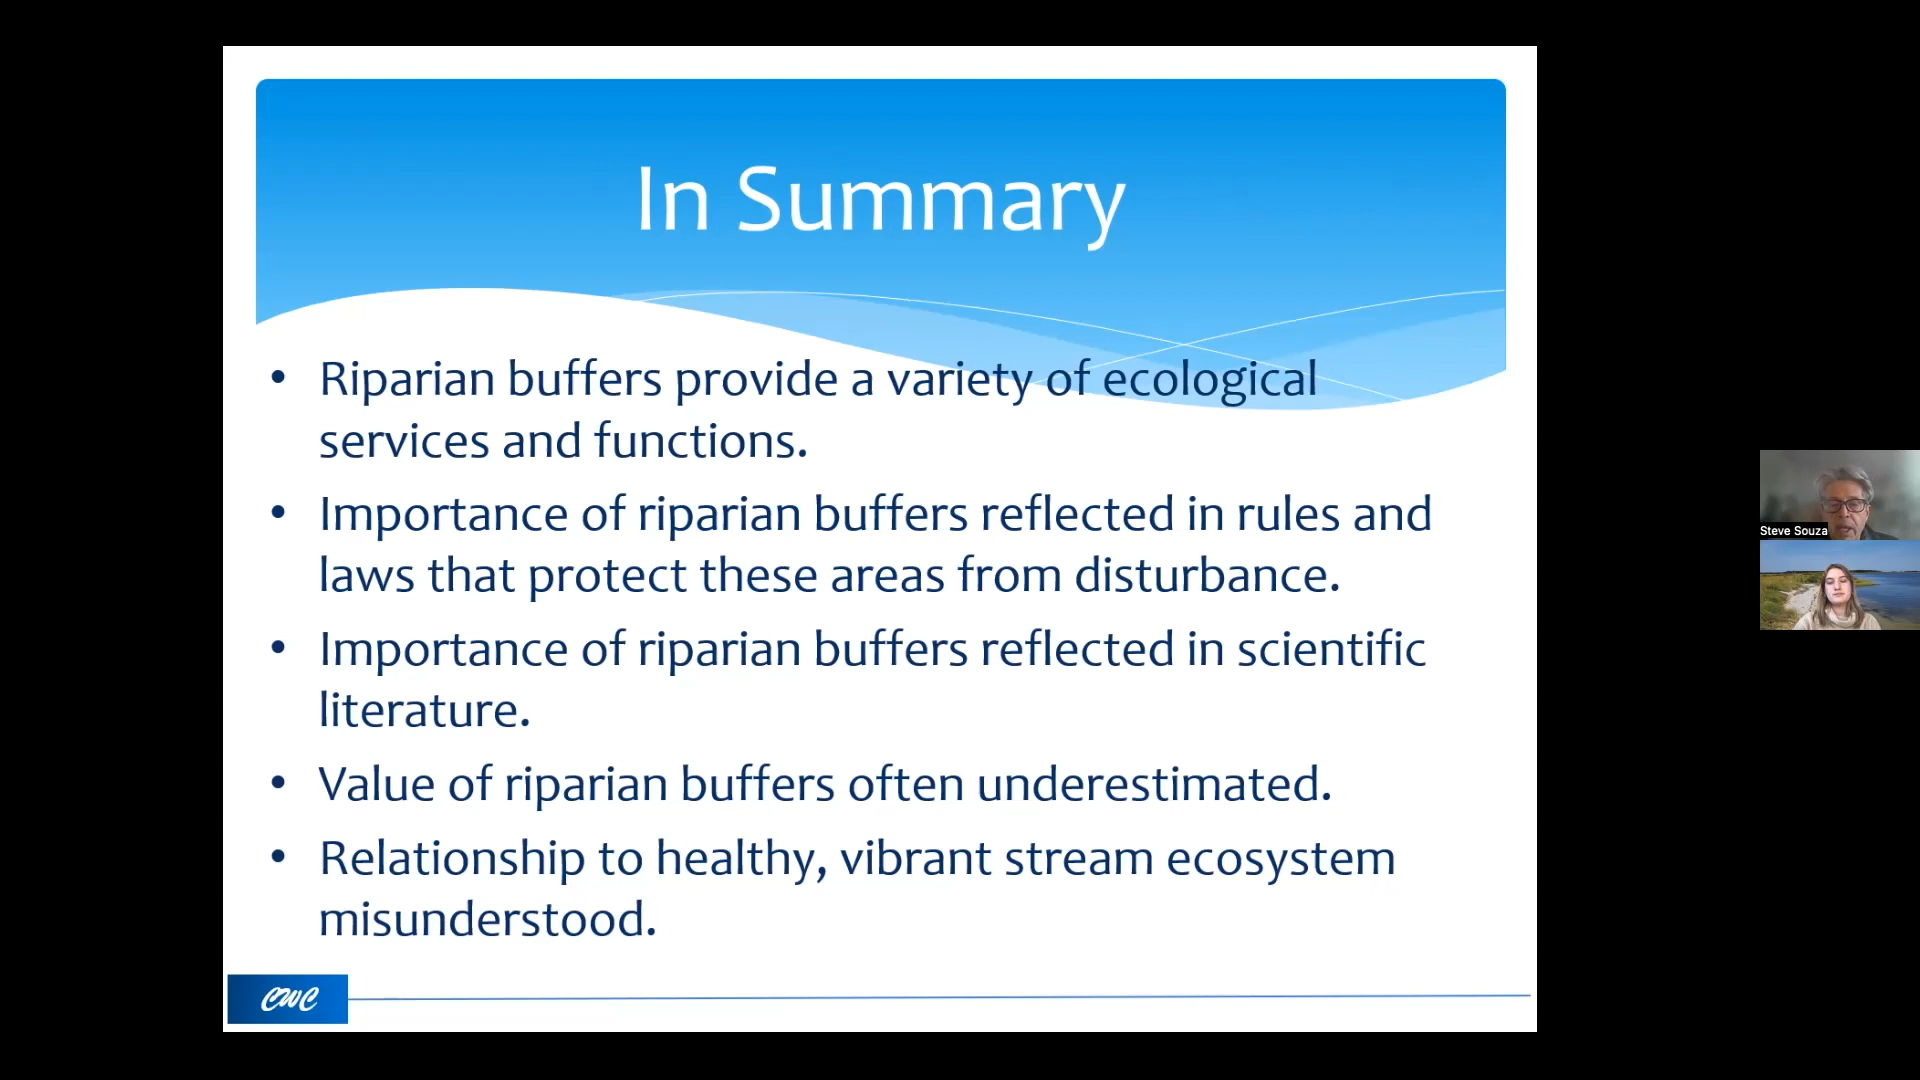 In Summary
• Riparian buffers provide a variety of ecological
services and functions.
• Importance of riparian buffers reflected in rules and
laws that protect these areas from disturbance.
• Importance of riparian buffers reflected in scientific
literature.
• Value of riparian buffers often underestimated.
• Relationship to healthy, vibrant stream ecosystem
misunderstood.
CWC
Steve Souza